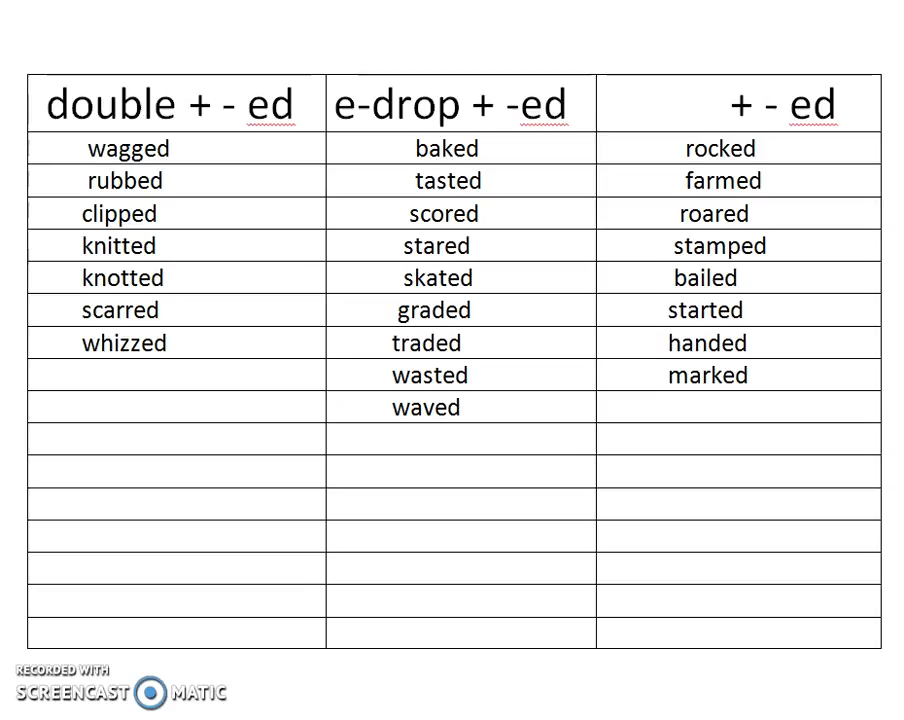 double + - ed e-drop + -ed + - ed
wagged baked rocked
rubbed tasted farmed
clipped scored roared
knitted stared stamped
knotted skated bailed
scarred graded started
whizzed traded handed
wasted marked
waved
RECORDED WITH
SCREENCAST MATIC